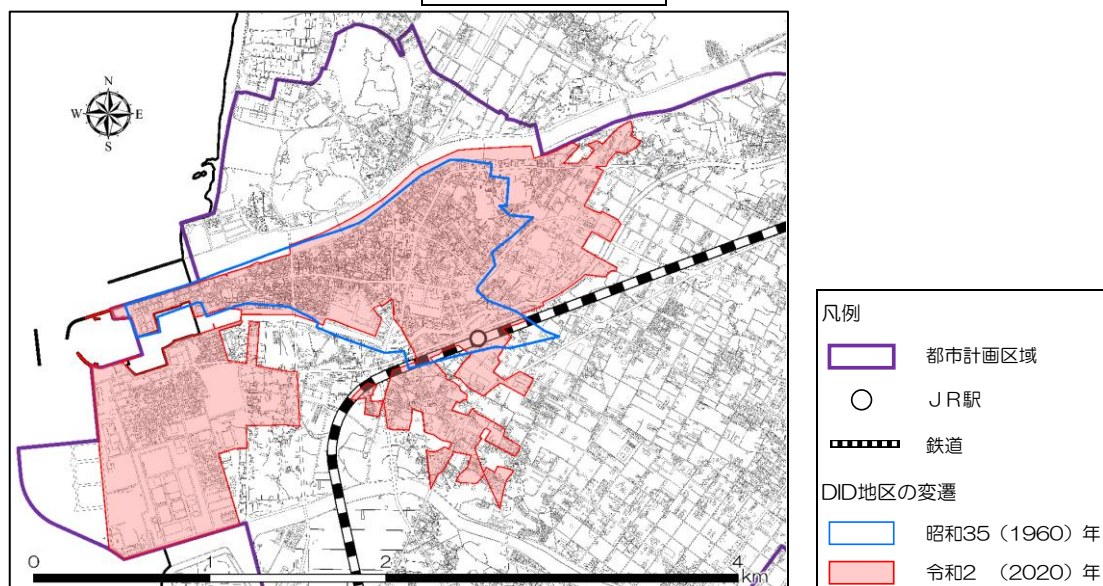 N
W E
S
0 1 2 3 4
km
凡例
都市計画区域
JR駅
鉄道
DID地区の変遷
昭和35（1960）年
令和2 （2020）年